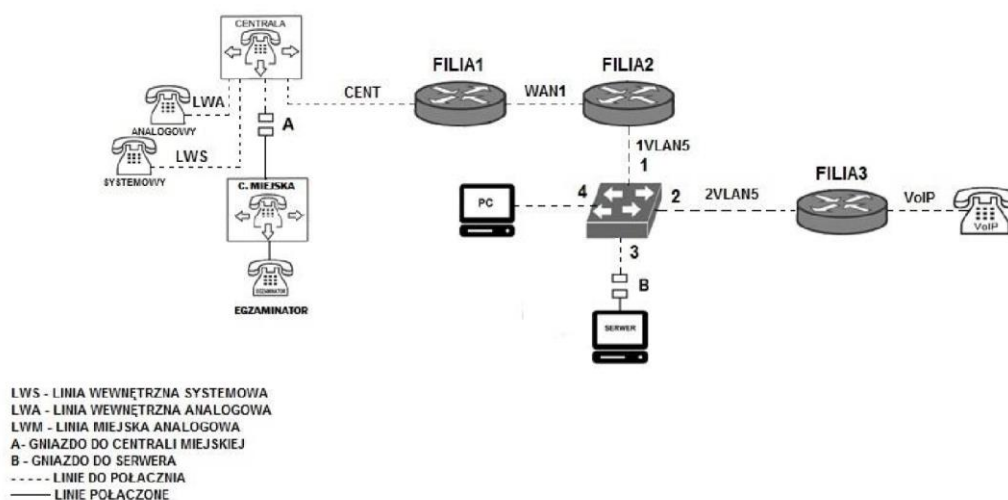 CENTRALA
FILIA1
FILIA2
CENT
WAN1
LWA
ANALOGOWY
A
LWS
SYSTEMOWY
1VLAN5
1
C. MIEJSKA
FILIA3
4
2
2VLAN5
VoIP
PC
VoIP
3
EGZAMINATOR
B
EGZAMINATOR
SERWER
LWS - LINIA WEWNĘTRZNA SYSTEMOWA
LWA - LINIA WEWNĘTRZNA ANALOGOWA
LWM - LINIA MIEJSKA ANALOGOWA
A- GNIAZDO DO CENTRALI MIEJSKIEJ
B - GNIAZDO DO SERWERA
----- LINIE DO POŁACZNIA
—— LINIE POŁACZONE